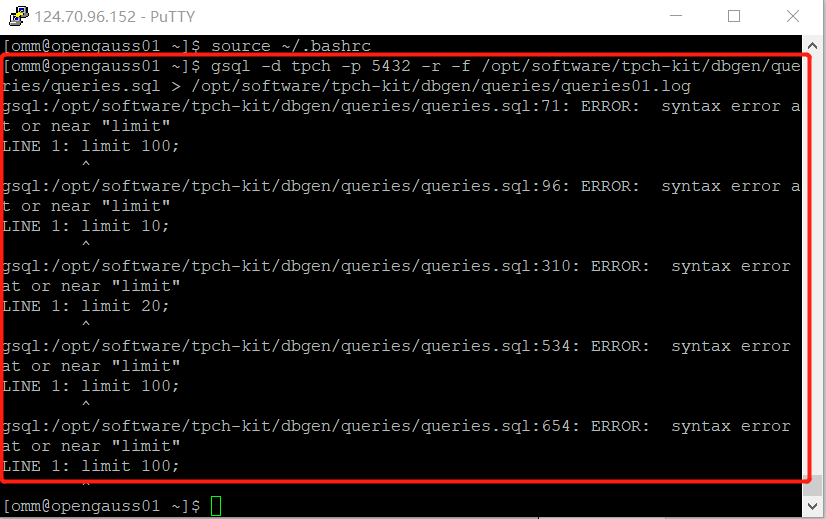 124.70.96.152 - PuTTY
[omm@opengauss01 ~]$ source ~/.bashrc
[omm@opengauss01 ~]$ gsql -d tpch -p 5432 -r -f /opt/software/tpch-kit/dbgen/que
ries/queries.sql > /opt/software/tpch-kit/dbgen/queries/queries01.log
gsql:/opt/software/tpch-kit/dbgen/queries/queries.sql:71: ERROR:  syntax error a
t or near "limit"
LINE 1: limit 100;
        ^
gsql:/opt/software/tpch-kit/dbgen/queries/queries.sql:96: ERROR:  syntax error a
t or near "limit"
LINE 1: limit 10;
        ^
gsql:/opt/software/tpch-kit/dbgen/queries/queries.sql:310: ERROR:  syntax error
at or near "limit"
LINE 1: limit 20;
        ^
gsql:/opt/software/tpch-kit/dbgen/queries/queries.sql:534: ERROR:  syntax error
at or near "limit"
LINE 1: limit 100;
        ^
gsql:/opt/software/tpch-kit/dbgen/queries/queries.sql:654: ERROR:  syntax error
at or near "limit"
LINE 1: limit 100;
        ^
[omm@opengauss01 ~]$